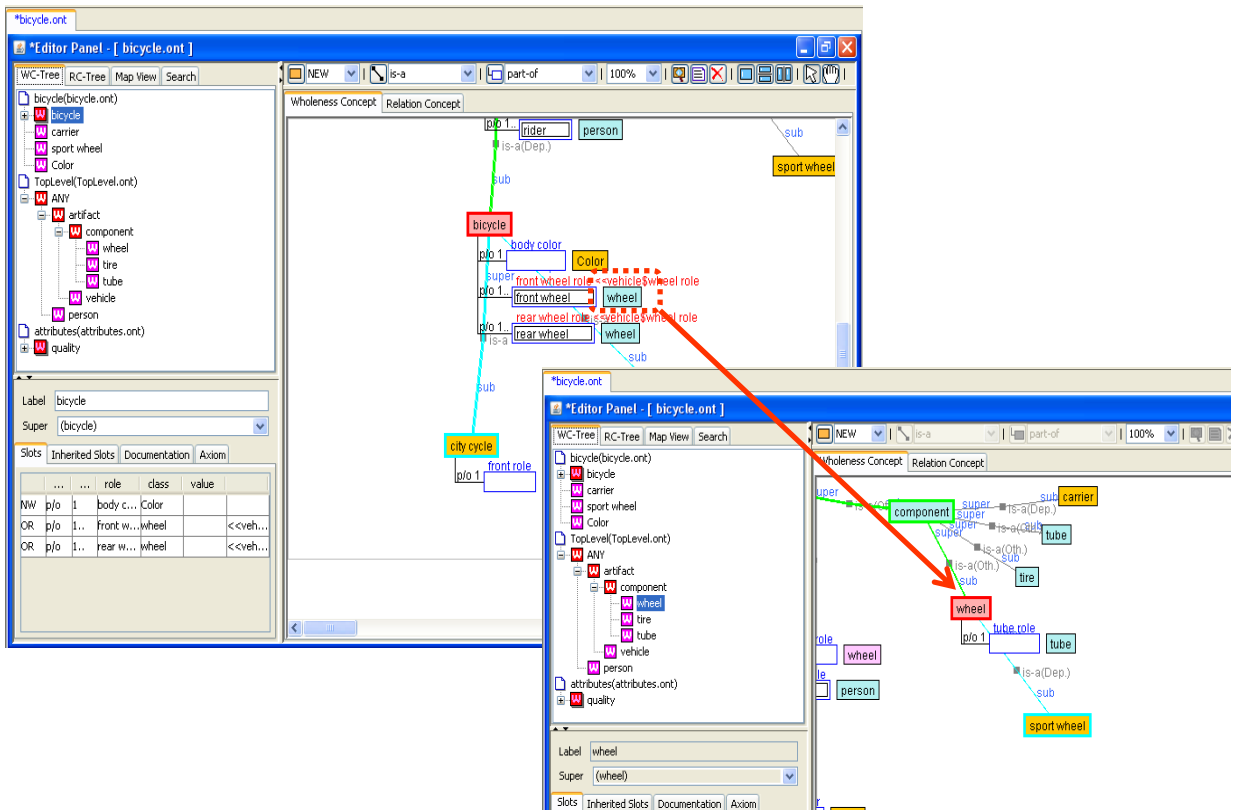 *bicycle.ont
*Editor Panel - [ bicycle.ont ]
WC-Tree RC-Tree Map View Search
NEW is-a part-of 100%
bicycle(bicycle.ont)
bicycle
carrier
sport wheel
Color
TopLevel(TopLevel.ont)
ANY
artifact
component
wheel
tire
tube
vehicle
person
attributes(attributes.ont)
quality
Label bicycle
Super (bicycle)
Slots Inherited Slots Documentation Axiom
... ... role class value
NW p/o 1 body c... Color
OR p/o 1.. front w... wheel <<veh...
OR p/o 1.. rear w... wheel <<veh...
Wholeness Concept Relation Concept
p/o 1.. rider person
is-a(Dep.)
sub
sub
sport wheel
bicycle
body color
p/o 1 Color
super
front wheel role <<vehicle$wheel role
p/o 1.. front wheel wheel
rear wheel role <<vehicle$wheel role
p/o 1.. rear wheel wheel
is-a
sub
sub
city cycle
front role
p/o 1
*bicycle.ont
*Editor Panel - [ bicycle.ont ]
WC-Tree RC-Tree Map View Search
NEW is-a part-of 100%
bicycle(bicycle.ont)
bicycle
carrier
sport wheel
Color
TopLevel(TopLevel.ont)
ANY
artifact
component
wheel
tire
tube
vehicle
person
attributes(attributes.ont)
quality
Label wheel
Super (wheel)
Slots Inherited Slots Documentation Axiom
Wholeness Concept Relation Concept
super
component
super
is-a(Dep.)
sub
carrier
super
super
sub
tube
is-a(Oth.)
sub
tire
is-a(Oth.)
sub
wheel
tube role
p/o 1 tube
is-a(Dep.)
sub
sport wheel
role
wheel
person